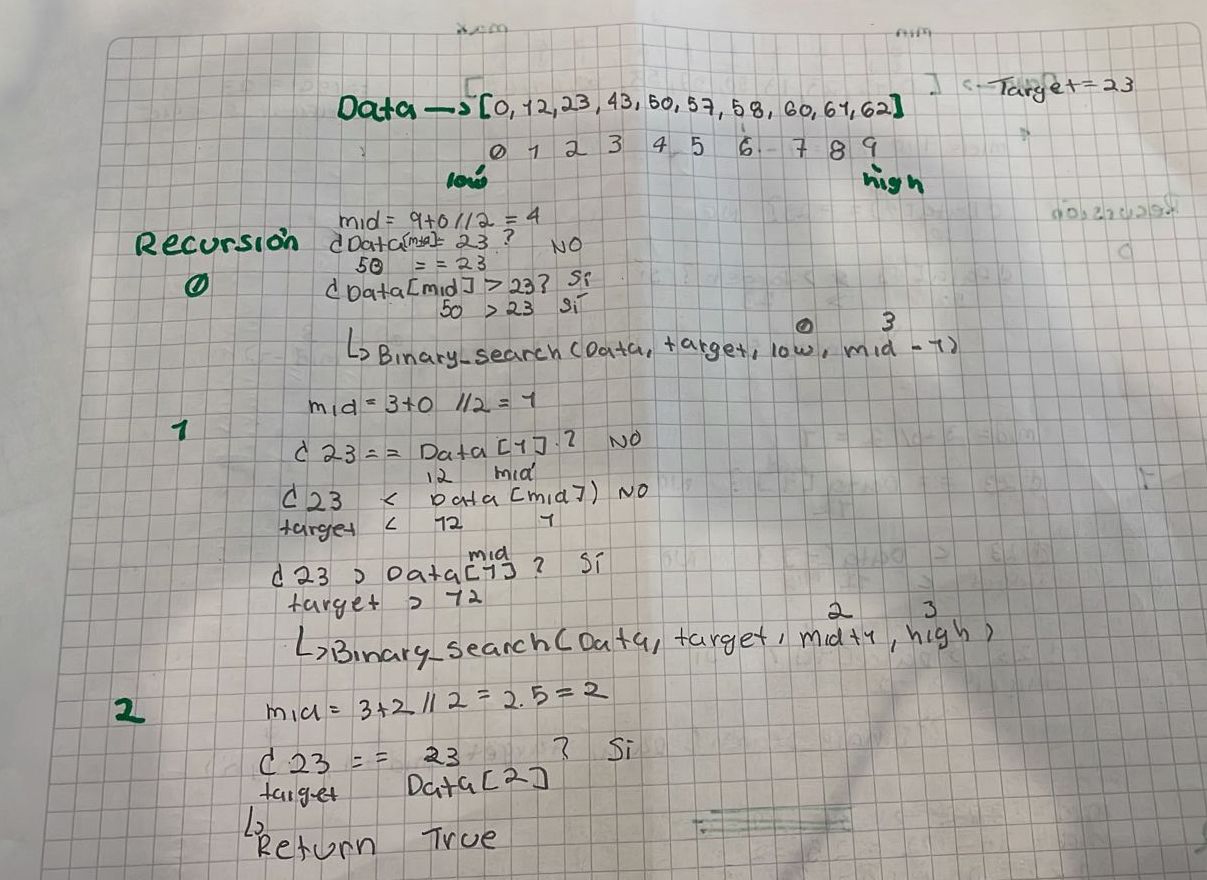 Data → [0, 12, 23, 43, 50, 57, 58, 60, 61, 62] ← Target = 23
0 1 2 3 4 5 6 7 8 9
low high
Recursión
0
mid = 9+0 //2 = 4
¿Data[mid]= 23 ? NO
50 == 23
¿Data[mid] > 23? Sí
50 > 23 Sí
0 3
↳ Binary_search (Data, target, low, mid - 1)
1
mid = 3+0 //2 = 1
¿ 23 == Data [1] ? NO
12 mid
¿ 23 < Data [mid]) NO
target < 12 1
mid
¿ 23 > Data[1] ? Sí
target > 12
2 3
↳ Binary_search (Data, target, mid+1, high)
2
mid = 3+2 // 2 = 2.5 = 2
¿ 23 == 23 ? Si
target Data [2]
↳ Return True